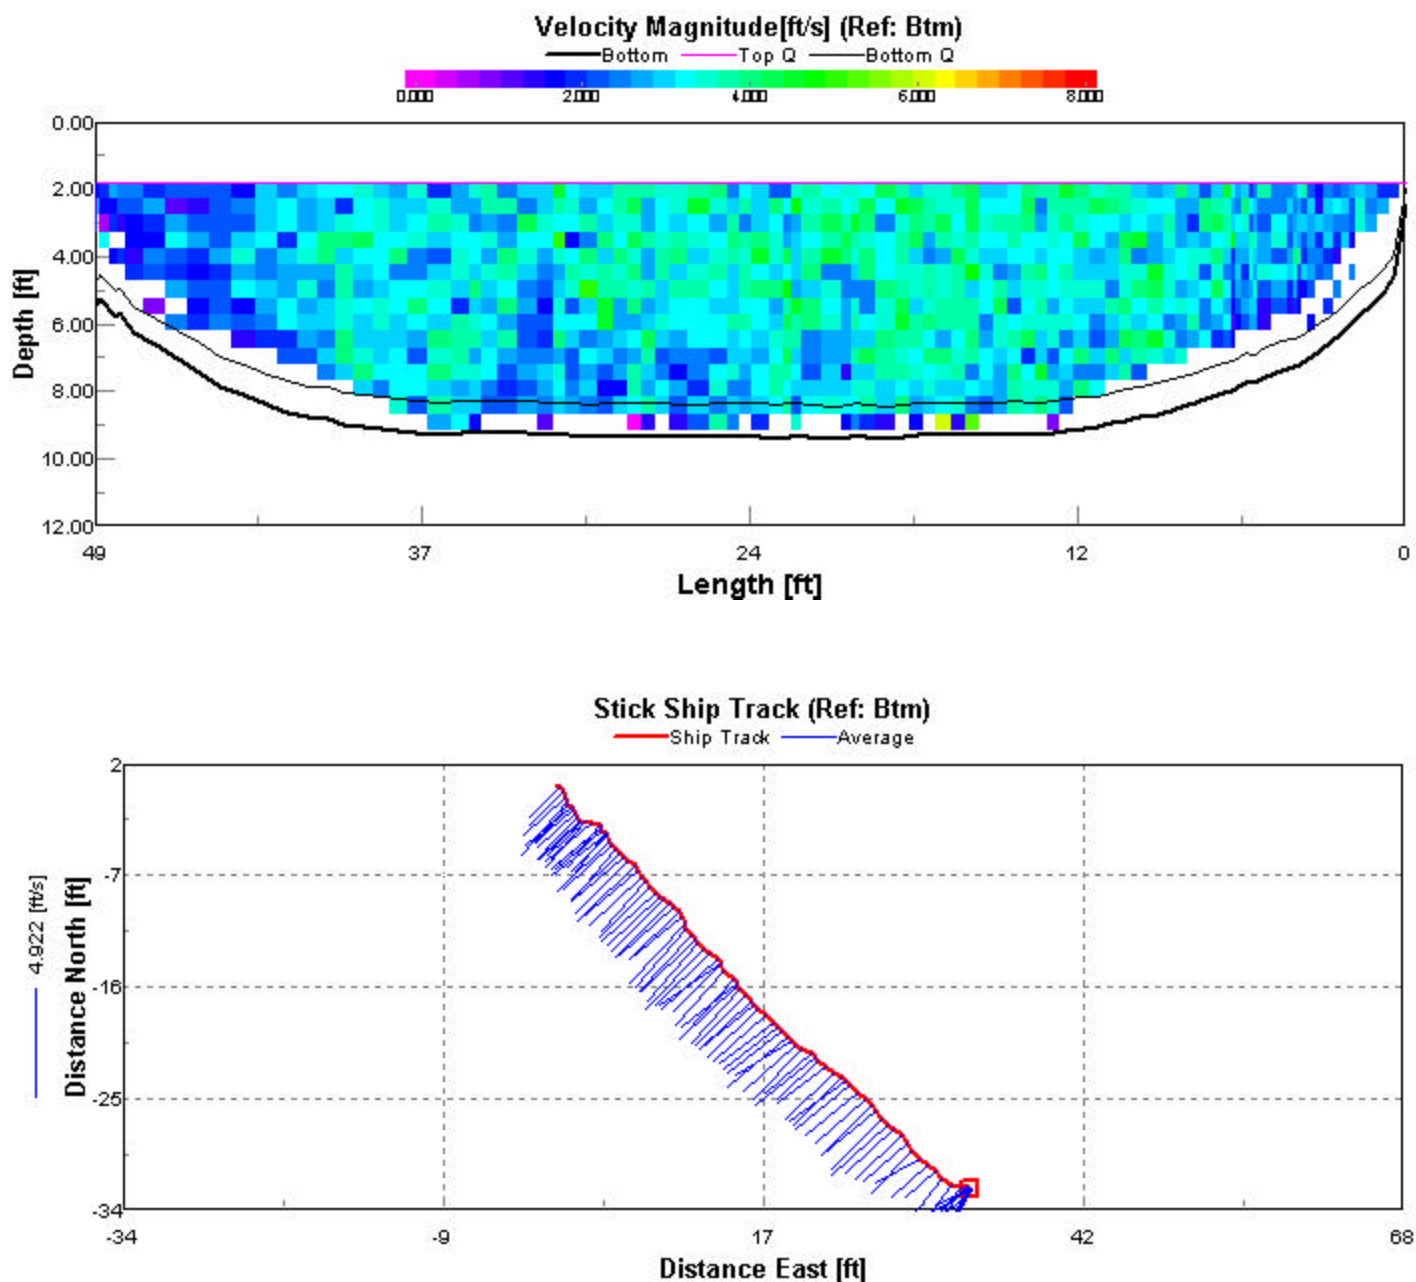 Velocity Magnitude[ft/s] (Ref: Btm)
Bottom Top Q Bottom Q
0.000 2.000 4.000 6.000 8.000
0.00
2.00
4.00
6.00
8.00
10.00
12.00
Depth [ft]
49 37 24 12 0
Length [ft]
Stick Ship Track (Ref: Btm)
Ship Track Average
2
-7
-16
-25
-34
4.922 [ft/s]
Distance North [ft]
-34 -9 17 42 68
Distance East [ft]